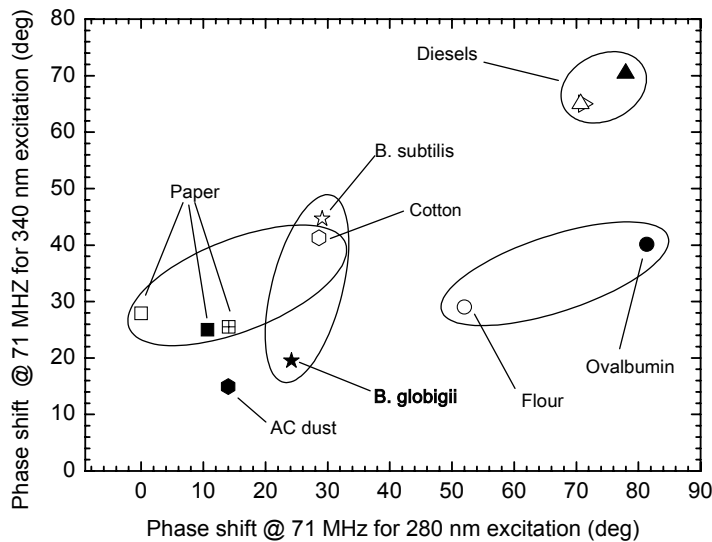 80
70
60
50
40
30
20
10
0
Phase shift @ 71 MHZ for 340 nm excitation (deg)
Diesels
B. subtilis
Paper
Cotton
Ovalbumin
B. globigii
Flour
AC dust
0 10 20 30 40 50 60 70 80 90
Phase shift @ 71 MHz for 280 nm excitation (deg)